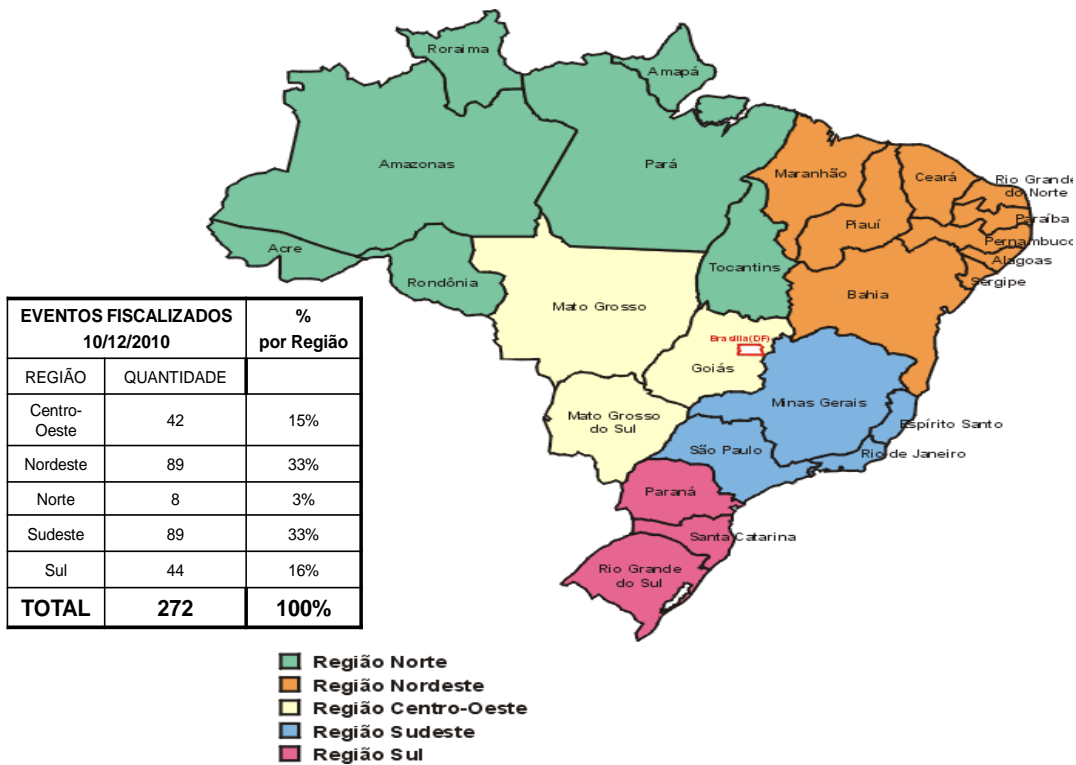 Roraima
Amapá
Amazonas
Pará
Maranhão
Ceará
Rio Grande
do Norte
Piauí
Paraíba
Pernambuco
Alagoas
Sergipe
Acre
Rondônia
Tocantins
Bahia
Mato Grosso
Brasília(DF)
Goiás
Mato Grosso
do Sul
Minas Gerais
Espírito Santo
São Paulo
Rio de Janeiro
Paraná
Santa Catarina
Rio Grande
do Sul
EVENTOS FISCALIZADOS %
10/12/2010 por Região
REGIÃO QUANTIDADE
Centro-
Oeste 42 15%
Nordeste 89 33%
Norte 8 3%
Sudeste 89 33%
Sul 44 16%
TOTAL 272 100%
Região Norte
Região Nordeste
Região Centro-Oeste
Região Sudeste
Região Sul